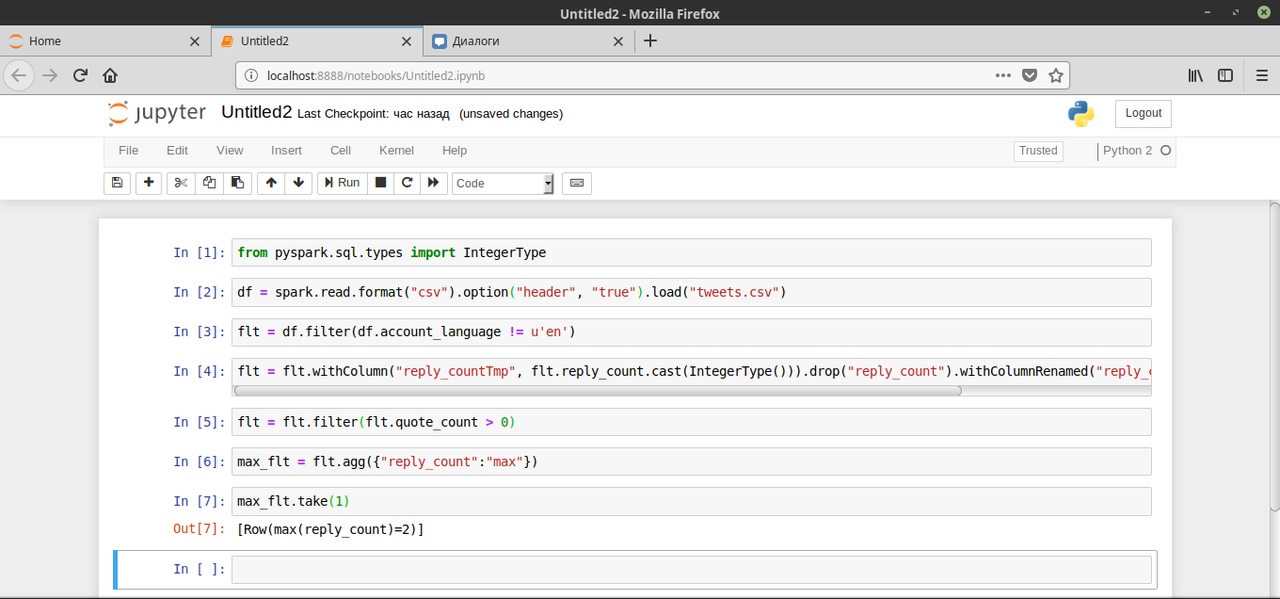 Untitled2 - Mozilla Firefox
Home
Untitled2
Диалоги
localhost:8888/notebooks/Untitled2.ipynb
jupyter Untitled2 Last Checkpoint: час назад (unsaved changes)
Logout
File Edit View Insert Cell Kernel Help
Trusted
Python 2
Run
Code
In [1]: from pyspark.sql.types import IntegerType
In [2]: df = spark.read.format("csv").option("header", "true").load("tweets.csv")
In [3]: flt = df.filter(df.account_language != u'en')
In [4]: flt = flt.withColumn("reply_countTmp", flt.reply_count.cast(IntegerType())).drop("reply_count").withColumnRenamed("reply_c
In [5]: flt = flt.filter(flt.quote_count > 0)
In [6]: max_flt = flt.agg({"reply_count":"max"})
In [7]: max_flt.take(1)
Out[7]: [Row(max(reply_count)=2)]
In [ ]: